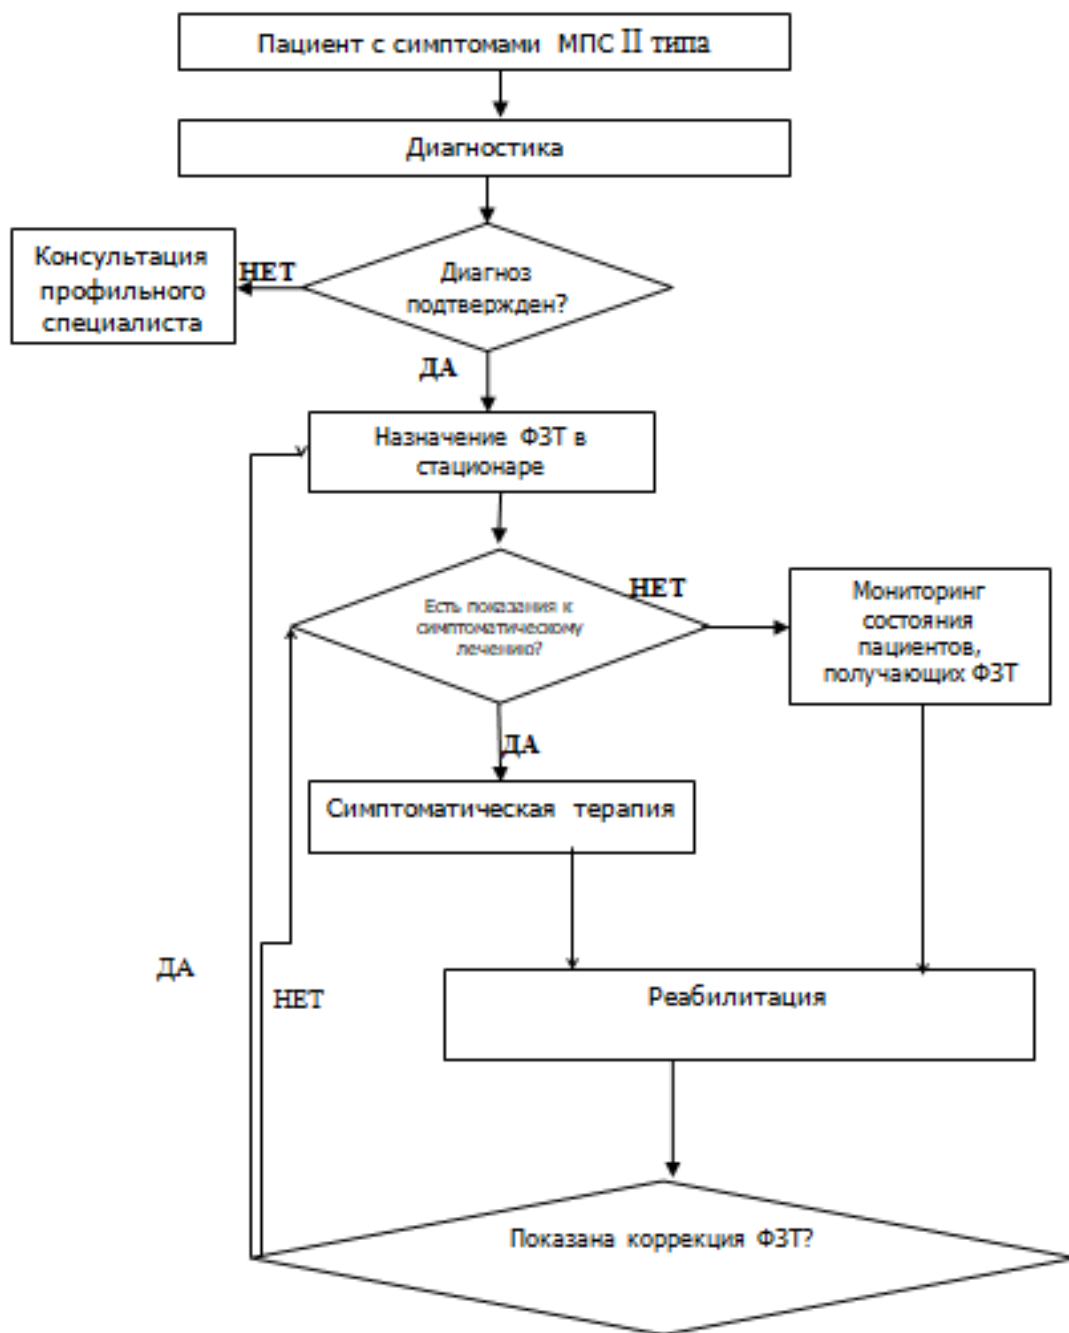 Пациент с симптомами МПС II типа
Диагностика
Консультация
профильного
специалиста
НЕТ
Диагноз
подтвержден?
ДА
Назначение ФЗТ в
стационаре
Есть показания к
симптоматическому
лечению?
НЕТ
Мониторинг
состояния
пациентов,
получающих ФЗТ
ДА
Симптоматическая терапия
ДА
НЕТ
Реабилитация
Показана коррекция ФЗТ?